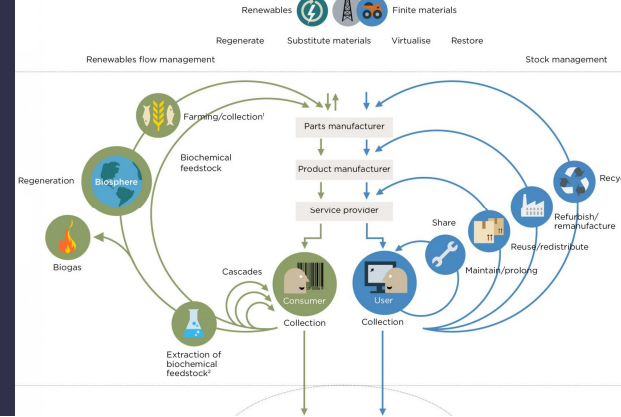 Renewables
Finite materials
Regenerate
Substitute materials
Virtualise
Restore
Renewables flow management
Stock management
Farming/collection¹
Parts manufacturer
Biochemical
feedstock
Product manufacturer
Regeneration
Biosphere
Service provider
Share
Refurbish/
remanufacture
Reuse/redistribute
Biogas
Maintain/prolong
Cascades
Consumer
User
Collection
Collection
Extraction of
biochemical
feedstock²